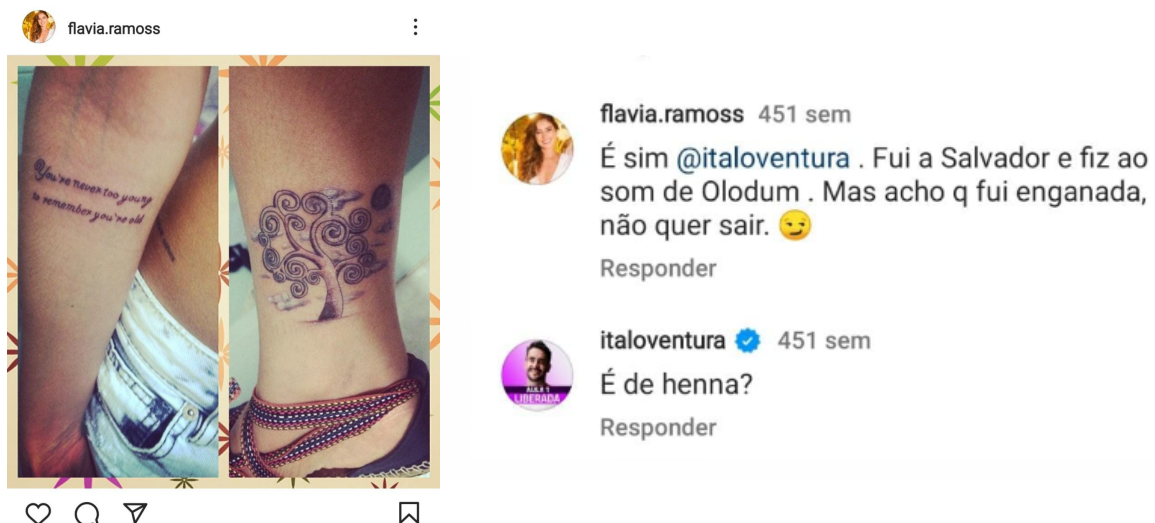 flavia.ramoss
You're never too young
to remember you're old
flavia.ramoss 451 sem
É sim @italoventura . Fui a Salvador e fiz ao
som de Olodum . Mas acho q fui enganada,
não quer sair. 😏
Responder
italoventura 451 sem
É de henna?
Responder
AULA 1
LIBERADA